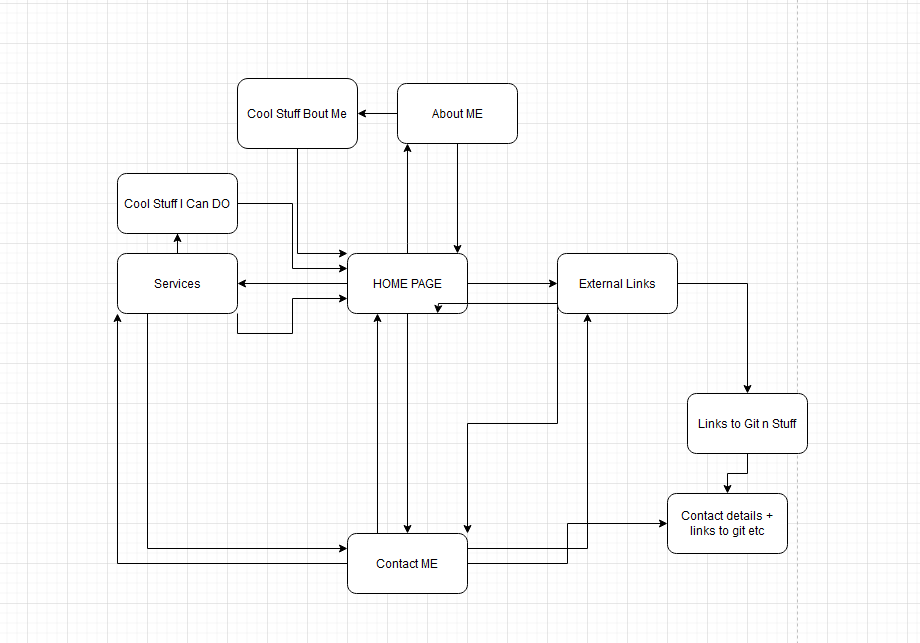 Cool Stuff Bout Me
About ME
Cool Stuff I Can DO
Services
HOME PAGE
External Links
Links to Git n Stuff
Contact details +
links to git etc
Contact ME